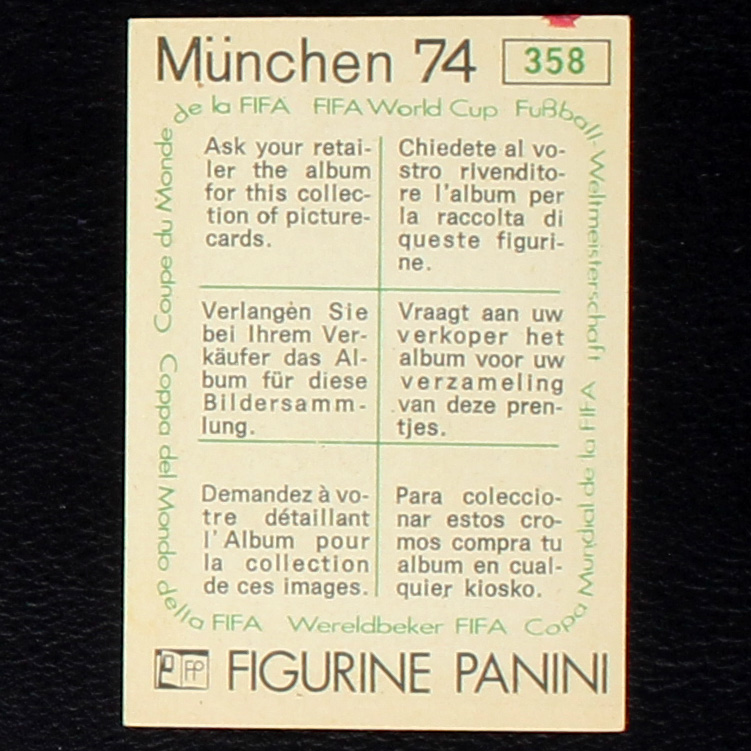 München 74 358
de la FIFA FIFA World Cup Fußball-Weltmeisterschaft
Ask your retai-
ler the album
for this collec-
tion of picture-
cards.
Chiedete al vo-
stro rivendito-
re l'album per
la raccolta di
queste figuri-
ne.
Verlangen Sie
bei Ihrem Ver-
käufer das Al-
bum für diese
Bildersamm-
lung.
Vraagt aan uw
verkoper het
album voor uw
verzameling
van deze pren-
tjes.
Demandez à vo-
tre détaillant
l'Album pour
la collection
de ces images.
Para coleccio-
nar estos cro-
mos compra tu
album en cual-
quier kiosko.
Copa Mundial de la FIFA
Wereldbeker FIFA
Coppa del Mondo della FIFA
Coupe du Monde
FP FIGURINE PANINI